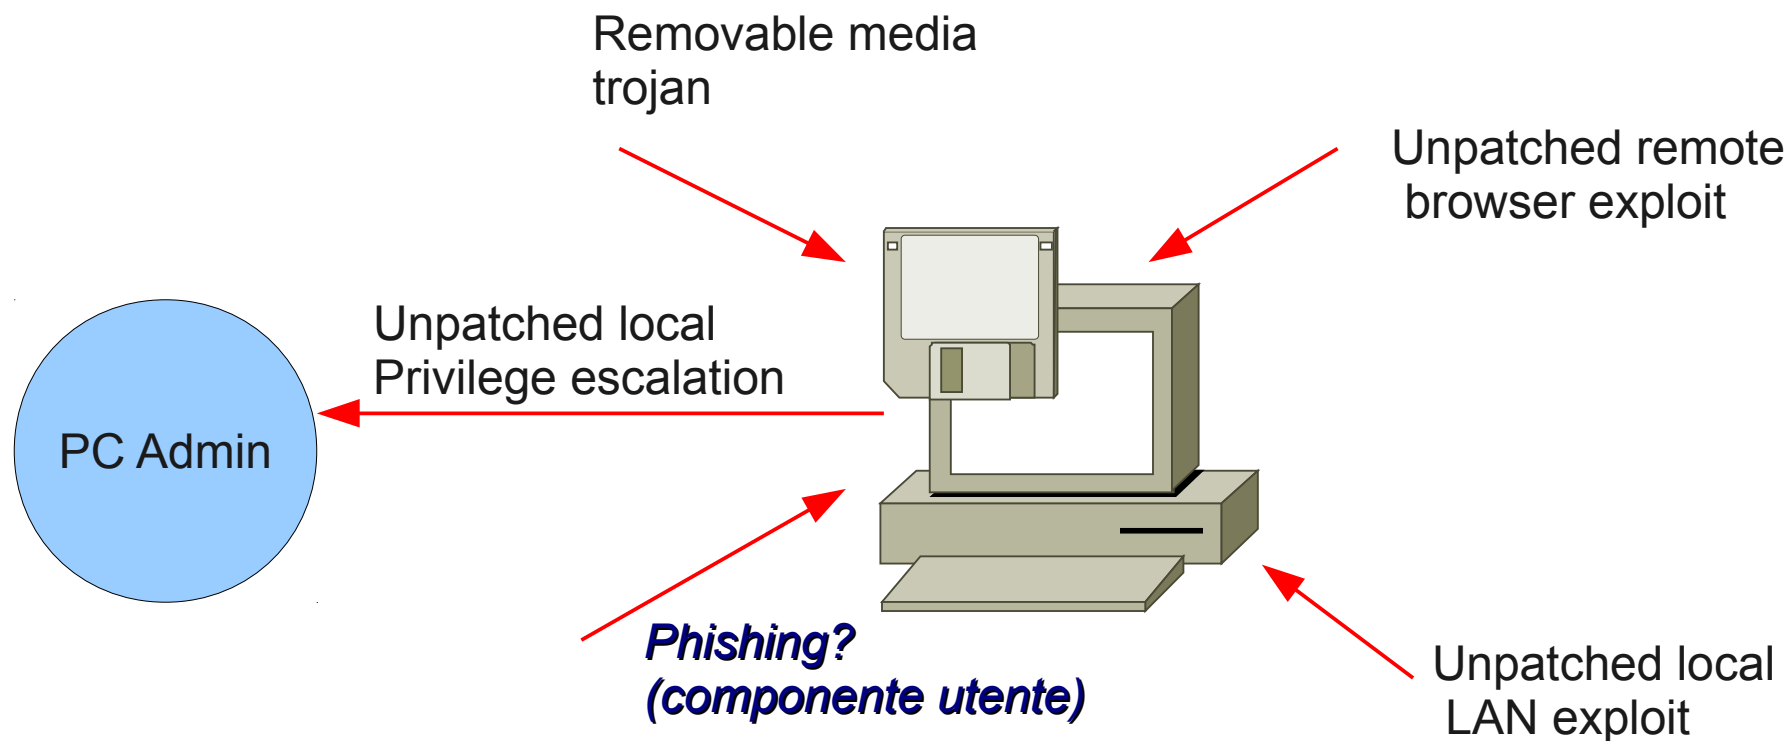 Removable media
trojan
Unpatched remote
browser exploit
Unpatched local
Privilege escalation
PC Admin
Phishing?
(componente utente)
Unpatched local
LAN exploit